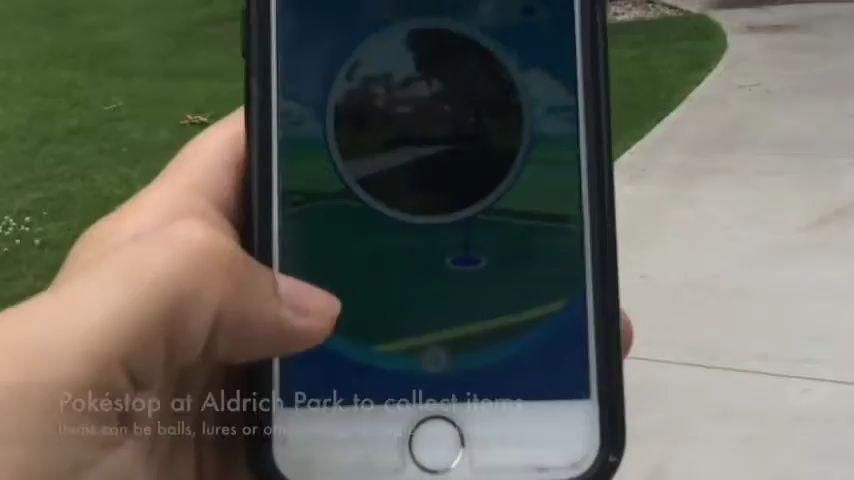 Pokéstop at Aldrich Park to collect items
Items can be balls, lures or